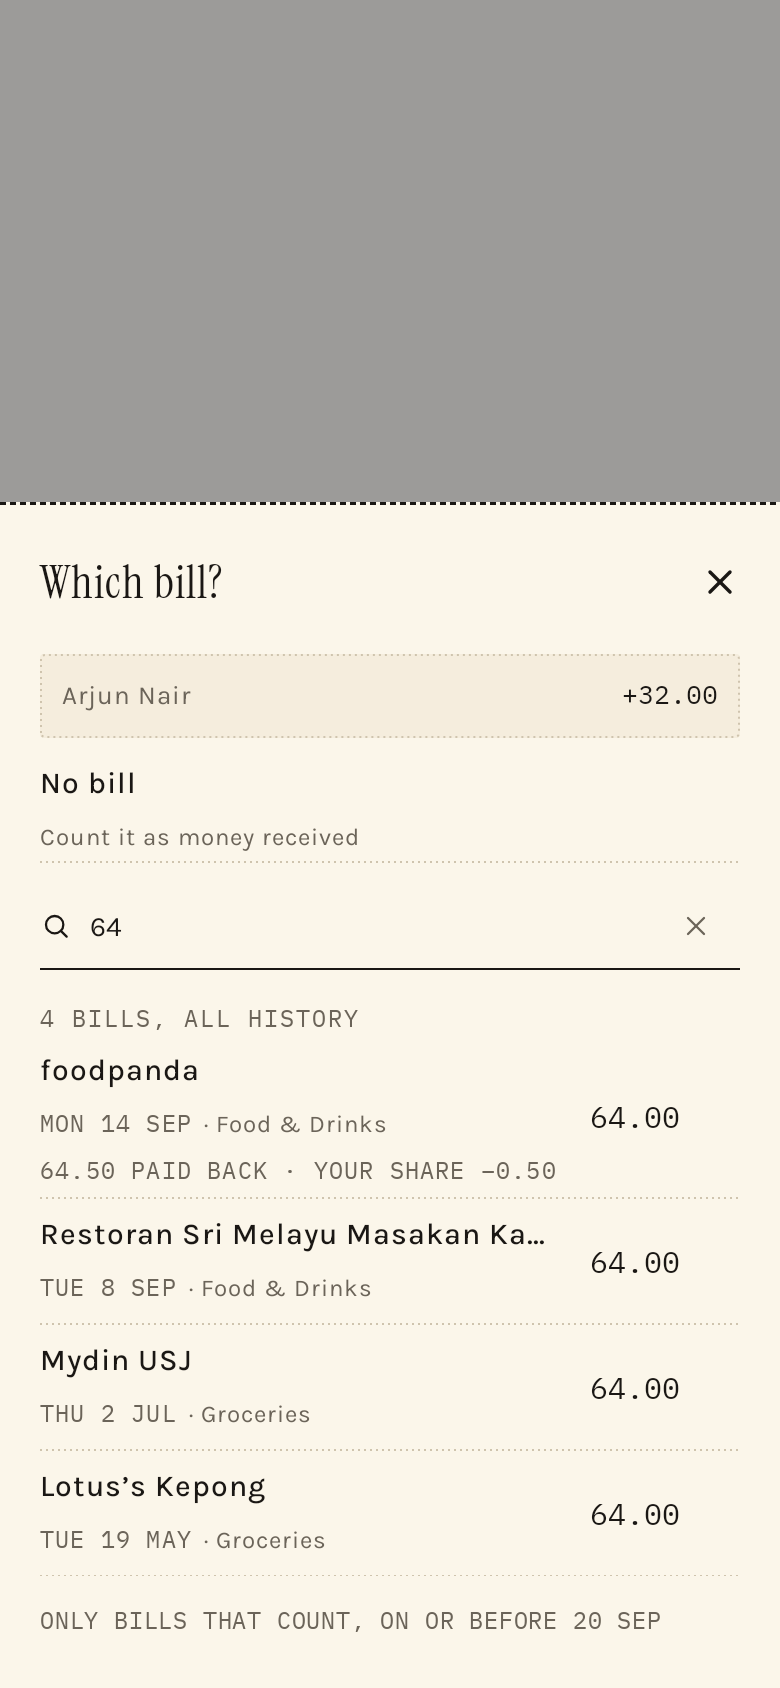 Which bill?
Arjun Nair +32.00
No bill
Count it as money received
64
4 BILLS, ALL HISTORY
foodpanda
MON 14 SEP · Food & Drinks 64.00
64.50 PAID BACK · YOUR SHARE −0.50
Restoran Sri Melayu Masakan Ka…
TUE 8 SEP · Food & Drinks 64.00
Mydin USJ
THU 2 JUL · Groceries 64.00
Lotus’s Kepong
TUE 19 MAY · Groceries 64.00
ONLY BILLS THAT COUNT, ON OR BEFORE 20 SEP